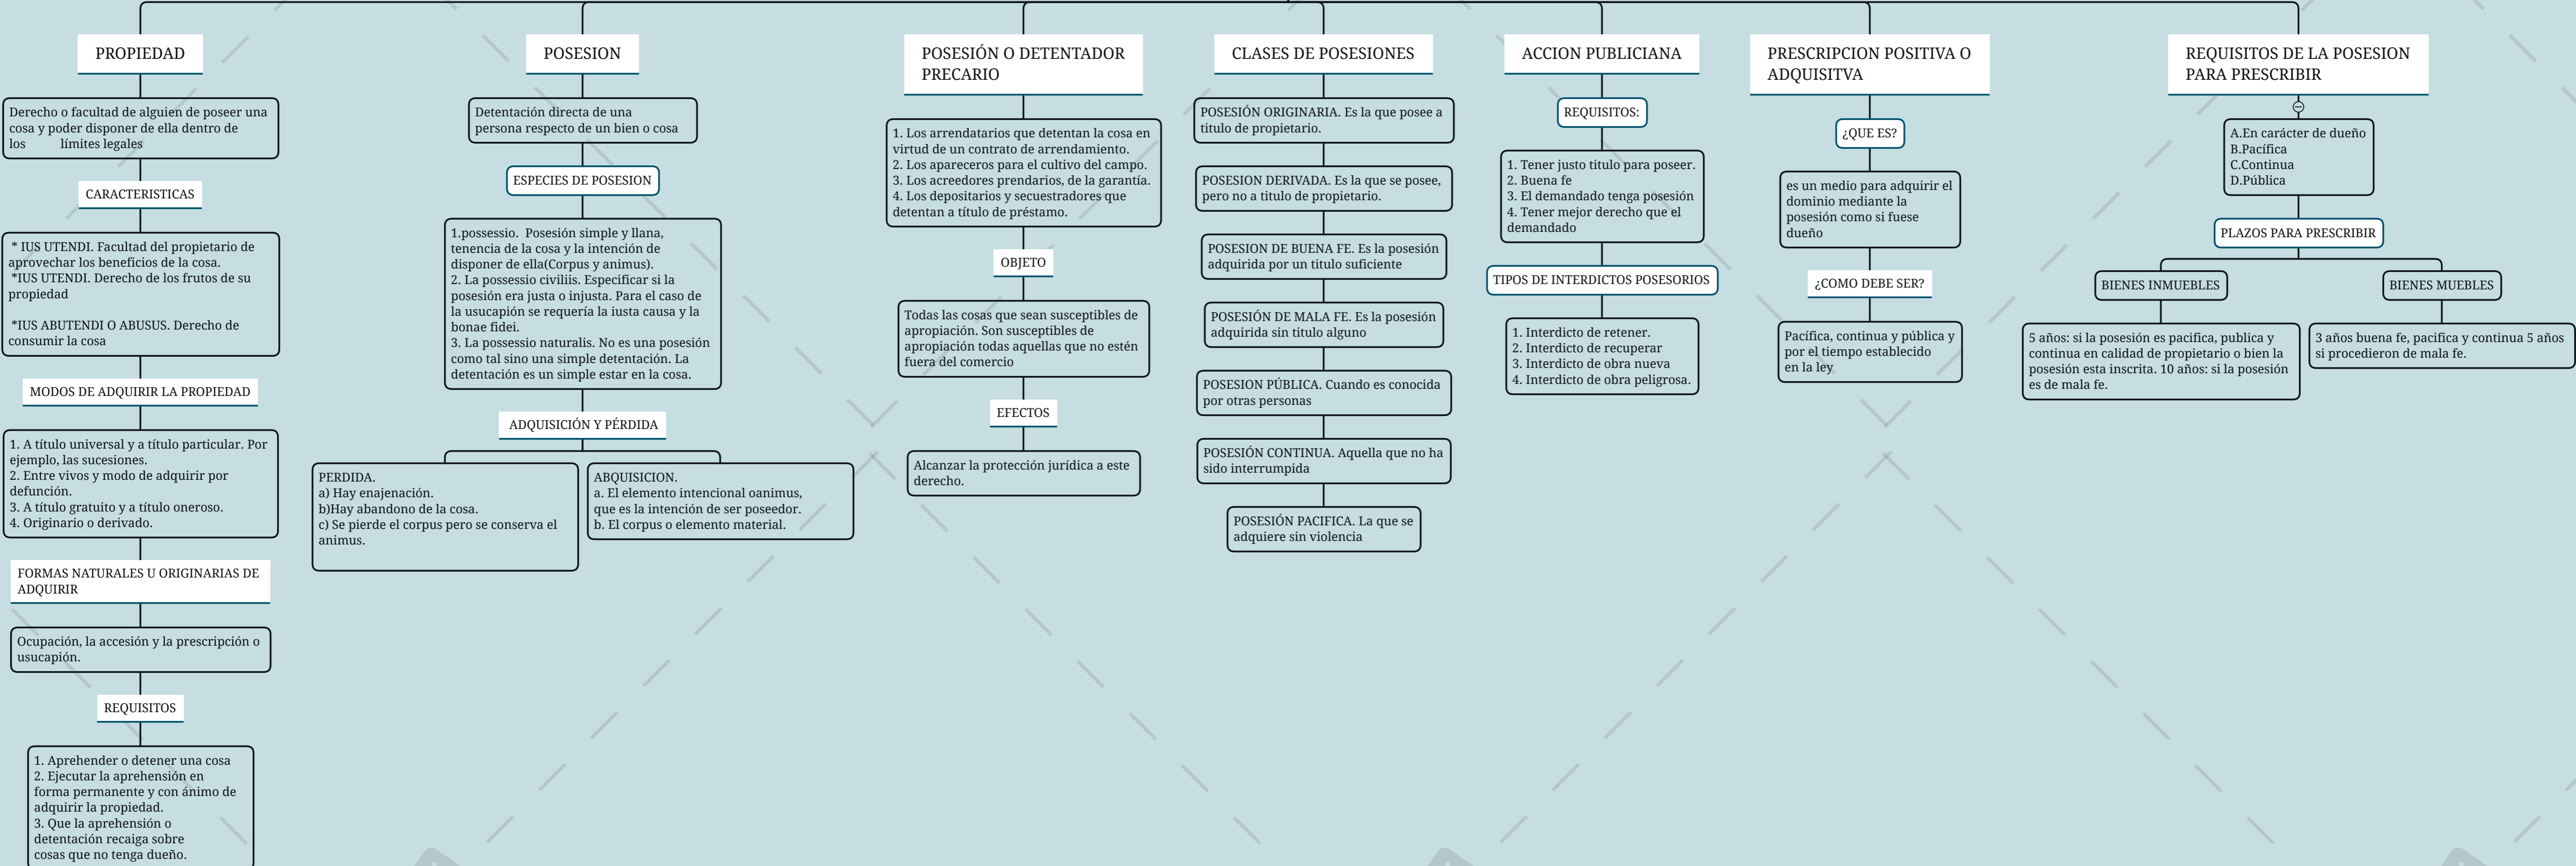 PROPIEDAD
Derecho o facultad de alguien de poseer una
cosa y poder disponer de ella dentro de
los límites legales
CARACTERISTICAS
* IUS UTENDI. Facultad del propietario de
aprovechar los beneficios de la cosa.
*IUS UTENDI. Derecho de los frutos de su
propiedad
*IUS ABUTENDI O ABUSUS. Derecho de
consumir la cosa
MODOS DE ADQUIRIR LA PROPIEDAD
1. A título universal y a título particular. Por
ejemplo, las sucesiones.
2. Entre vivos y modo de adquirir por
defunción.
3. A título gratuito y a título oneroso.
4. Originario o derivado.
FORMAS NATURALES U ORIGINARIAS DE
ADQUIRIR
Ocupación, la accesión y la prescripción o
usucapión.
REQUISITOS
1. Aprehender o detener una cosa
2. Ejecutar la aprehensión en
forma permanente y con ánimo de
adquirir la propiedad.
3. Que la aprehensión o
detentación recaiga sobre
cosas que no tenga dueño.
POSESION
Detentación directa de una
persona respecto de un bien o cosa
ESPECIES DE POSESION
1.possessio. Posesión simple y llana,
tenencia de la cosa y la intención de
disponer de ella(Corpus y animus).
2. La possessio civiliis. Especificar si la
posesión era justa o injusta. Para el caso de
la usucapión se requería la iusta causa y la
bonae fidei.
3. La possessio naturalis. No es una posesión
como tal sino una simple detentación. La
detentación es un simple estar en la cosa.
ADQUISICIÓN Y PÉRDIDA
PERDIDA.
a) Hay enajenación.
b)Hay abandono de la cosa.
c) Se pierde el corpus pero se conserva el
animus.
ABQUISICION.
a. El elemento intencional oanimus,
que es la intención de ser poseedor.
b. El corpus o elemento material.
POSESIÓN O DETENTADOR
PRECARIO
1. Los arrendatarios que detentan la cosa en
virtud de un contrato de arrendamiento.
2. Los apareceros para el cultivo del campo.
3. Los acreedores prendarios, de la garantía.
4. Los depositarios y secuestradores que
detentan a título de préstamo.
OBJETO
Todas las cosas que sean susceptibles de
apropiación. Son susceptibles de
apropiación todas aquellas que no estén
fuera del comercio
EFECTOS
Alcanzar la protección jurídica a este
derecho.
CLASES DE POSESIONES
POSESIÓN ORIGINARIA. Es la que posee a
titulo de propietario.
POSESION DERIVADA. Es la que se posee,
pero no a titulo de propietario.
POSESION DE BUENA FE. Es la posesión
adquirida por un titulo suficiente
POSESIÓN DE MALA FE. Es la posesión
adquirida sin titulo alguno
POSESION PÚBLICA. Cuando es conocida
por otras personas
POSESIÓN CONTINUA. Aquella que no ha
sido interrumpida
POSESIÓN PACIFICA. La que se
adquiere sin violencia
ACCION PUBLICIANA
REQUISITOS:
1. Tener justo titulo para poseer.
2. Buena fe
3. El demandado tenga posesión
4. Tener mejor derecho que el
demandado
TIPOS DE INTERDICTOS POSESORIOS
1. Interdicto de retener.
2. Interdicto de recuperar
3. Interdicto de obra nueva
4. Interdicto de obra peligrosa.
PRESCRIPCION POSITIVA O
ADQUISITVA
¿QUE ES?
es un medio para adquirir el
dominio mediante la
posesión como si fuese
dueño
¿COMO DEBE SER?
Pacífica, continua y pública y
por el tiempo establecido
en la ley
REQUISITOS DE LA POSESION
PARA PRESCRIBIR
A.En carácter de dueño
B.Pacífica
C.Continua
D.Pública
PLAZOS PARA PRESCRIBIR
BIENES INMUEBLES
5 años: si la posesión es pacifica, publica y
continua en calidad de propietario o bien la
posesión esta inscrita. 10 años: si la posesión
es de mala fe.
BIENES MUEBLES
3 años buena fe, pacifica y continua 5 años
si procedieron de mala fe.